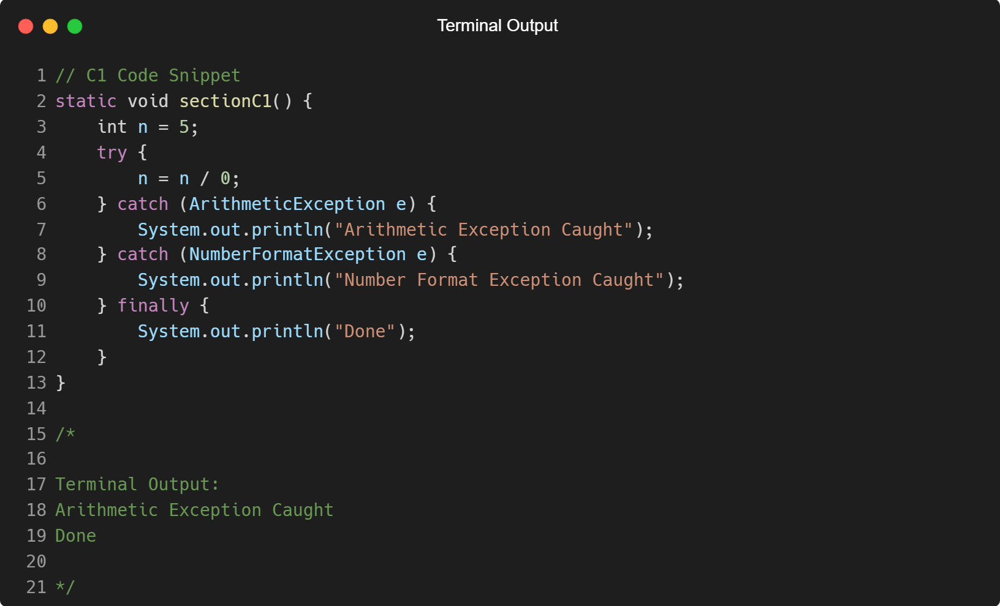 Terminal Output
1 // C1 Code Snippet
2 static void sectionC1() {
3     int n = 5;
4     try {
5         n = n / 0;
6     } catch (ArithmeticException e) {
7         System.out.println("Arithmetic Exception Caught");
8     } catch (NumberFormatException e) {
9         System.out.println("Number Format Exception Caught");
10     } finally {
11         System.out.println("Done");
12     }
13 }
14
15 /*
16
17 Terminal Output:
18 Arithmetic Exception Caught
19 Done
20
21 */